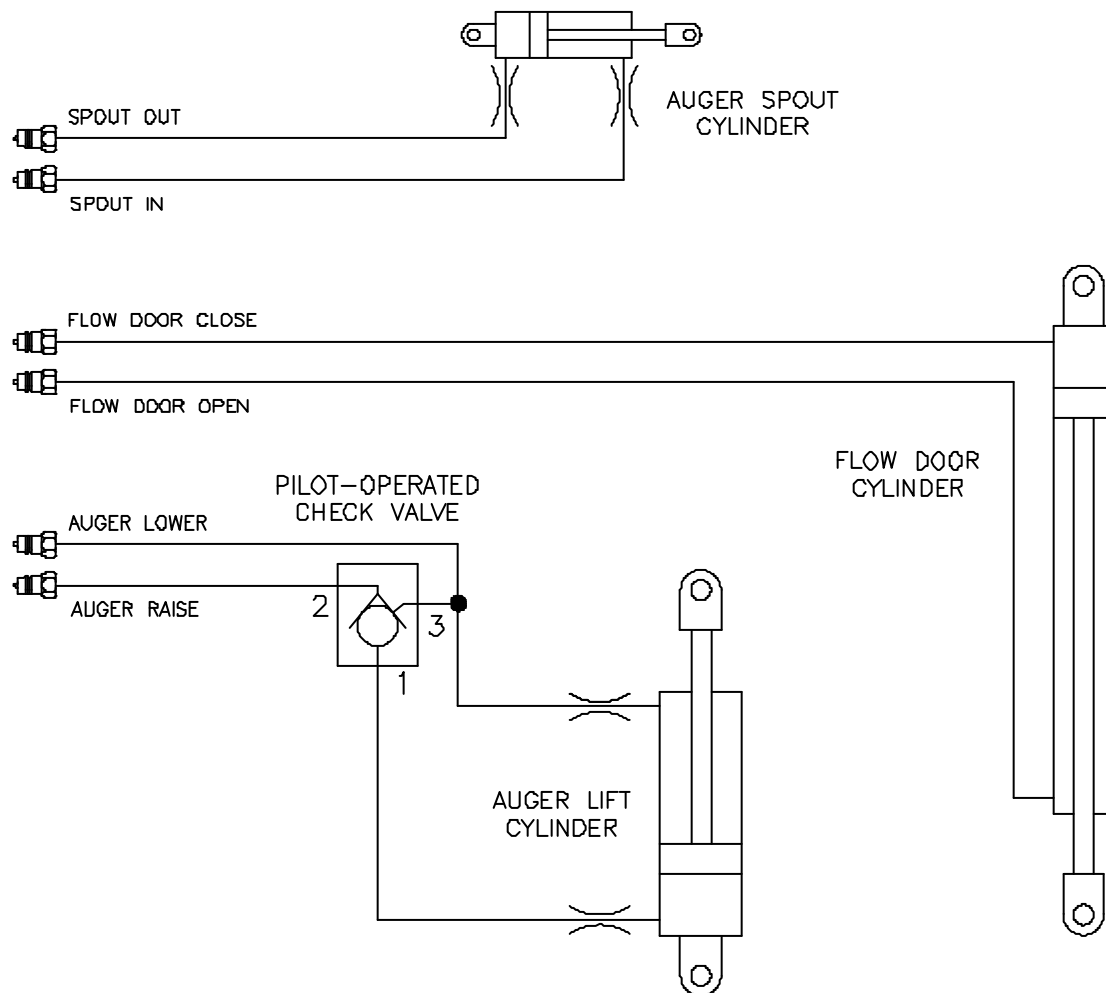 SPOUT OUT
AUGER SPOUT
CYLINDER
SPOUT IN
FLOW DOOR CLOSE
FLOW DOOR OPEN
FLOW DOOR
CYLINDER
PILOT-OPERATED
CHECK VALVE
AUGER LOWER
AUGER RAISE
2
3
1
AUGER LIFT
CYLINDER